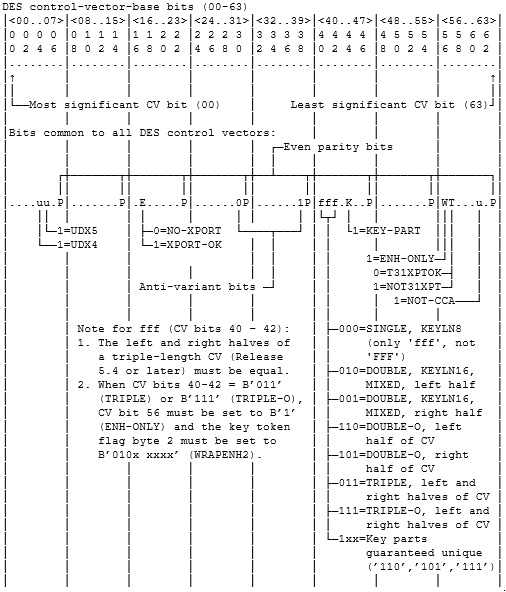 DES control-vector-base bits (00-63)
|<00..07>|<08..15>|<16..23>|<24..31>|<32..39>|<40..47>|<48..55>|<56..63>|
|0 0 0 0 |0 1 1 1 |1 1 2 2 |2 2 2 3 |3 3 3 3 |4 4 4 4 |4 5 5 5 |5 5 6 6 |
|0 2 4 6 |8 0 2 4 |6 8 0 2 |4 6 8 0 |2 4 6 8 |0 2 4 6 |8 0 2 4 |6 8 0 2 |
|........|........|........|........|........|........|........|........|
Most significant CV bit (00) Least significant CV bit (63)
Bits common to all DES control vectors:
Even parity bits
|....uu.P|.......P|.E.....P|......0P|......1P|fff.K..P|.......P|WT...u.P|
1=UDX5 0=NO-XPORT 1=KEY-PART
1=UDX4 1=XPORT-OK
1=ENH-ONLY
0=T31XPTOK
Anti-variant bits 1=NOT31XPT
1=NOT-CCA
Note for fff (CV bits 40 – 42): 000=SINGLE, KEYLN8
1. The left and right halves of (only 'fff', not
a triple-length CV (Release 'FFF')
5.4 or later) must be equal. 010=DOUBLE, KEYLN16,
2. When CV bits 40-42 = B'011' MIXED, left half
(TRIPLE) or B'111' (TRIPLE-O), 001=DOUBLE, KEYLN16,
CV bit 56 must be set to B'1' MIXED, right half
(ENH-ONLY) and the key token 110=DOUBLE-O, left
flag byte 2 must be set to half of CV
B'010x xxxx' (WRAPENH2). 101=DOUBLE-O, right
half of CV
011=TRIPLE, left and
right halves of CV
111=TRIPLE-O, left and
right halves of CV
1xx=Key parts
guaranteed unique
('110','101','111')